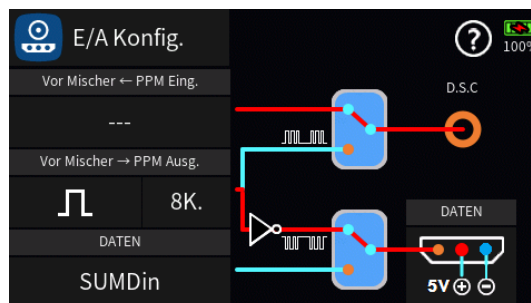 E/A Konfig.
?
100%
Vor Mischer ← PPM Eing.
D.S.C
---
Vor Mischer → PPM Ausg.
8K.
DATEN
DATEN
SUMDin
5V ⊕ ⊖